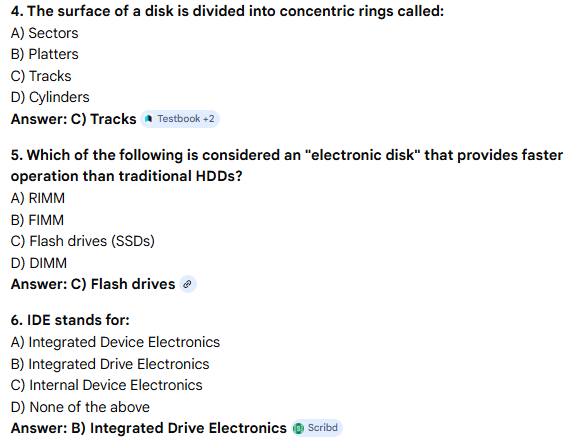 4. The surface of a disk is divided into concentric rings called:
A) Sectors
B) Platters
C) Tracks
D) Cylinders
Answer: C) Tracks Testbook +2
5. Which of the following is considered an "electronic disk" that provides faster
operation than traditional HDDs?
A) RIMM
B) FIMM
C) Flash drives (SSDs)
D) DIMM
Answer: C) Flash drives
6. IDE stands for:
A) Integrated Device Electronics
B) Integrated Drive Electronics
C) Internal Device Electronics
D) None of the above
Answer: B) Integrated Drive Electronics Scribd